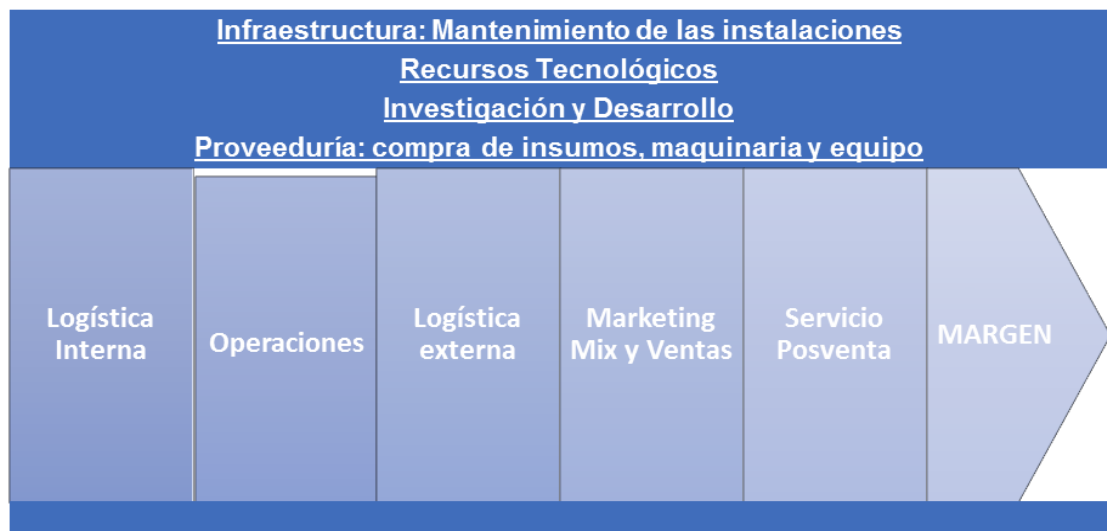 Infraestructura: Mantenimiento de las instalaciones
Recursos Tecnológicos
Investigación y Desarrollo
Proveeduría: compra de insumos, maquinaria y equipo
Logística
Interna
Operaciones
Logística
externa
Marketing
Mix y Ventas
Servicio
Posventa
MARGEN